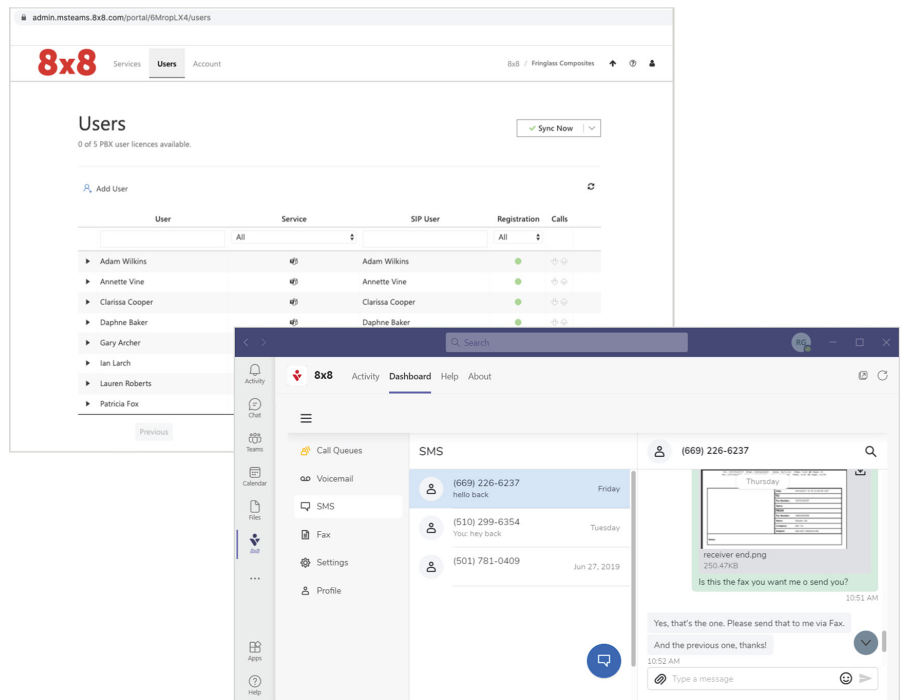 admin.msteams.8x8.com/portal/6MropLX4/users
8x8 Services Users Account 8x8 / Fringlass Composites
Users
0 of 5 PBX user licences available.
Sync Now
Add User
User Service SIP User Registration Calls
All All
Adam Wilkins Adam Wilkins
Annette Vine Annette Vine
Clarissa Cooper Clarissa Cooper
Daphne Baker Daphne Baker
Gary Archer
Ian Larch
Lauren Roberts
Patricia Fox
Previous
Search RG
Activity
Chat
Teams
Calendar
Files
8x8
Apps
Help
8x8 Activity Dashboard Help About
Call Queues
Voicemail
SMS
Fax
Settings
Profile
SMS
(669) 226-6237
hello back Friday
(510) 299-6354
You: hey back Tuesday
(501) 781-0409
Jun 27, 2019
(669) 226-6237
Thursday
receiver end.png
250.47KB
Is this the fax you want me o send you?
10:51 AM
Yes, that's the one. Please send that to me via Fax.
And the previous one, thanks!
10:52 AM
Type a message